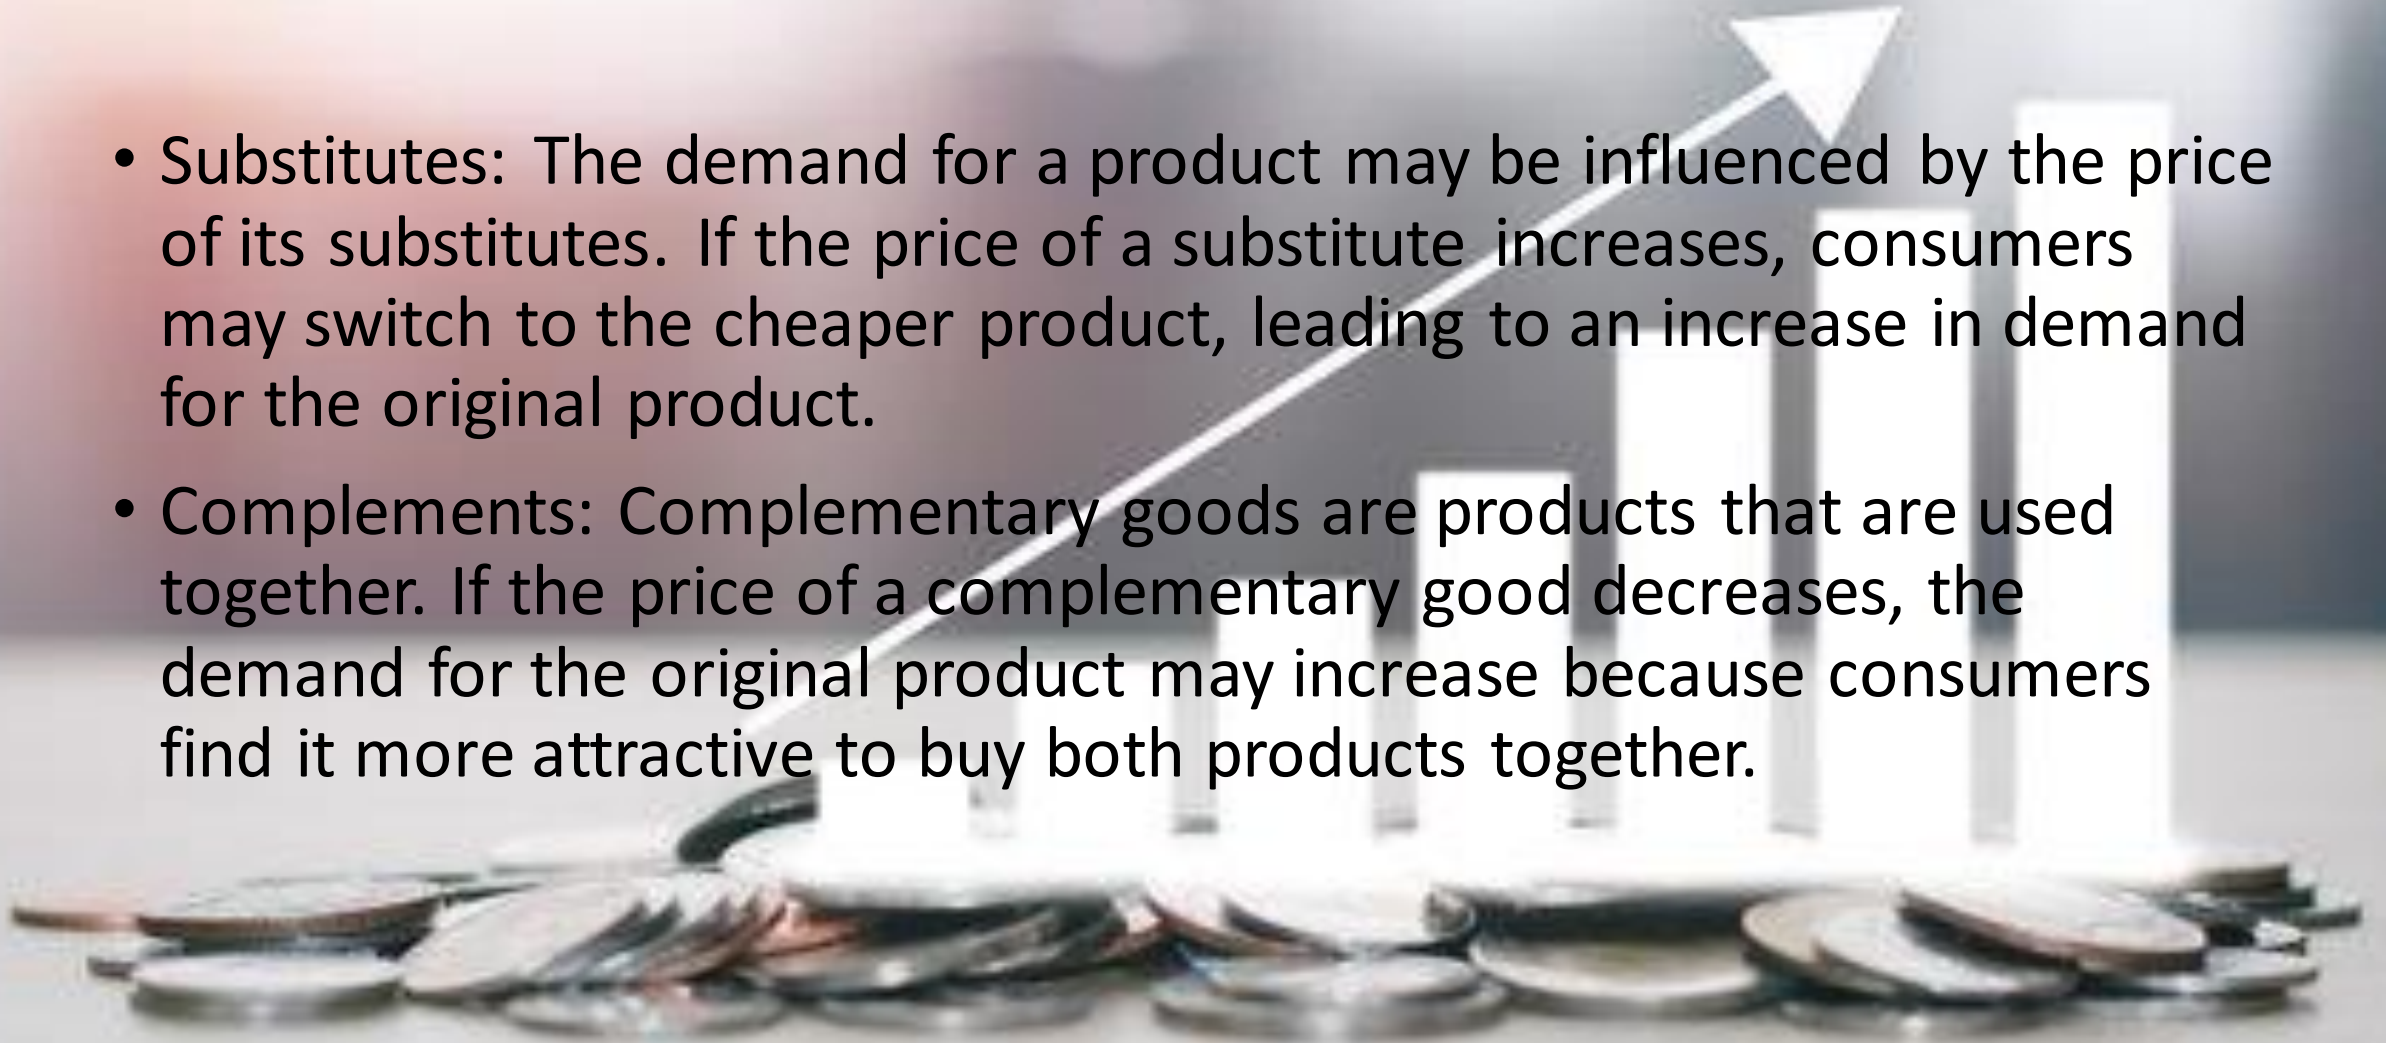 • Substitutes: The demand for a product may be influenced by the price
of its substitutes. If the price of a substitute increases, consumers
may switch to the cheaper product, leading to an increase in demand
for the original product.
• Complements: Complementary goods are products that are used
together. If the price of a complementary good decreases, the
demand for the original product may increase because consumers
find it more attractive to buy both products together.